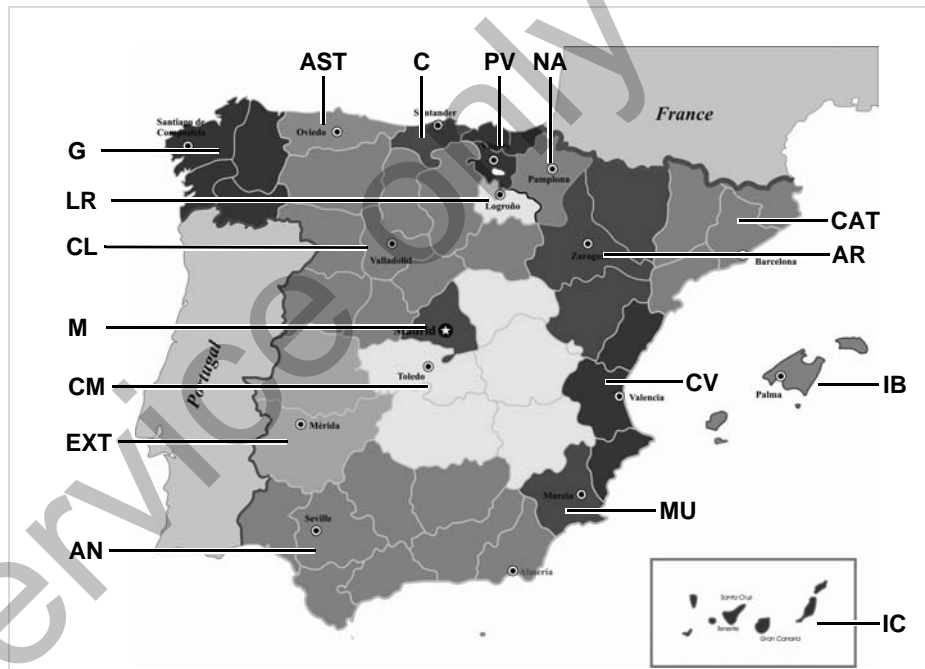 AST C PV NA
France
Santander
Santiago de
Compostela
Oviedo
G
Pamplona
LR
Logroño
CAT
CL
Valladolid
Zaragoza
AR
Barcelona
M
Madrid
Portugal
CM
Toledo
CV
Valencia
Palma
IB
EXT
Mérida
Murcia
MU
Seville
AN
Almería
Santa Cruz
Tenerife
Gran Canaria
IC
ervice only